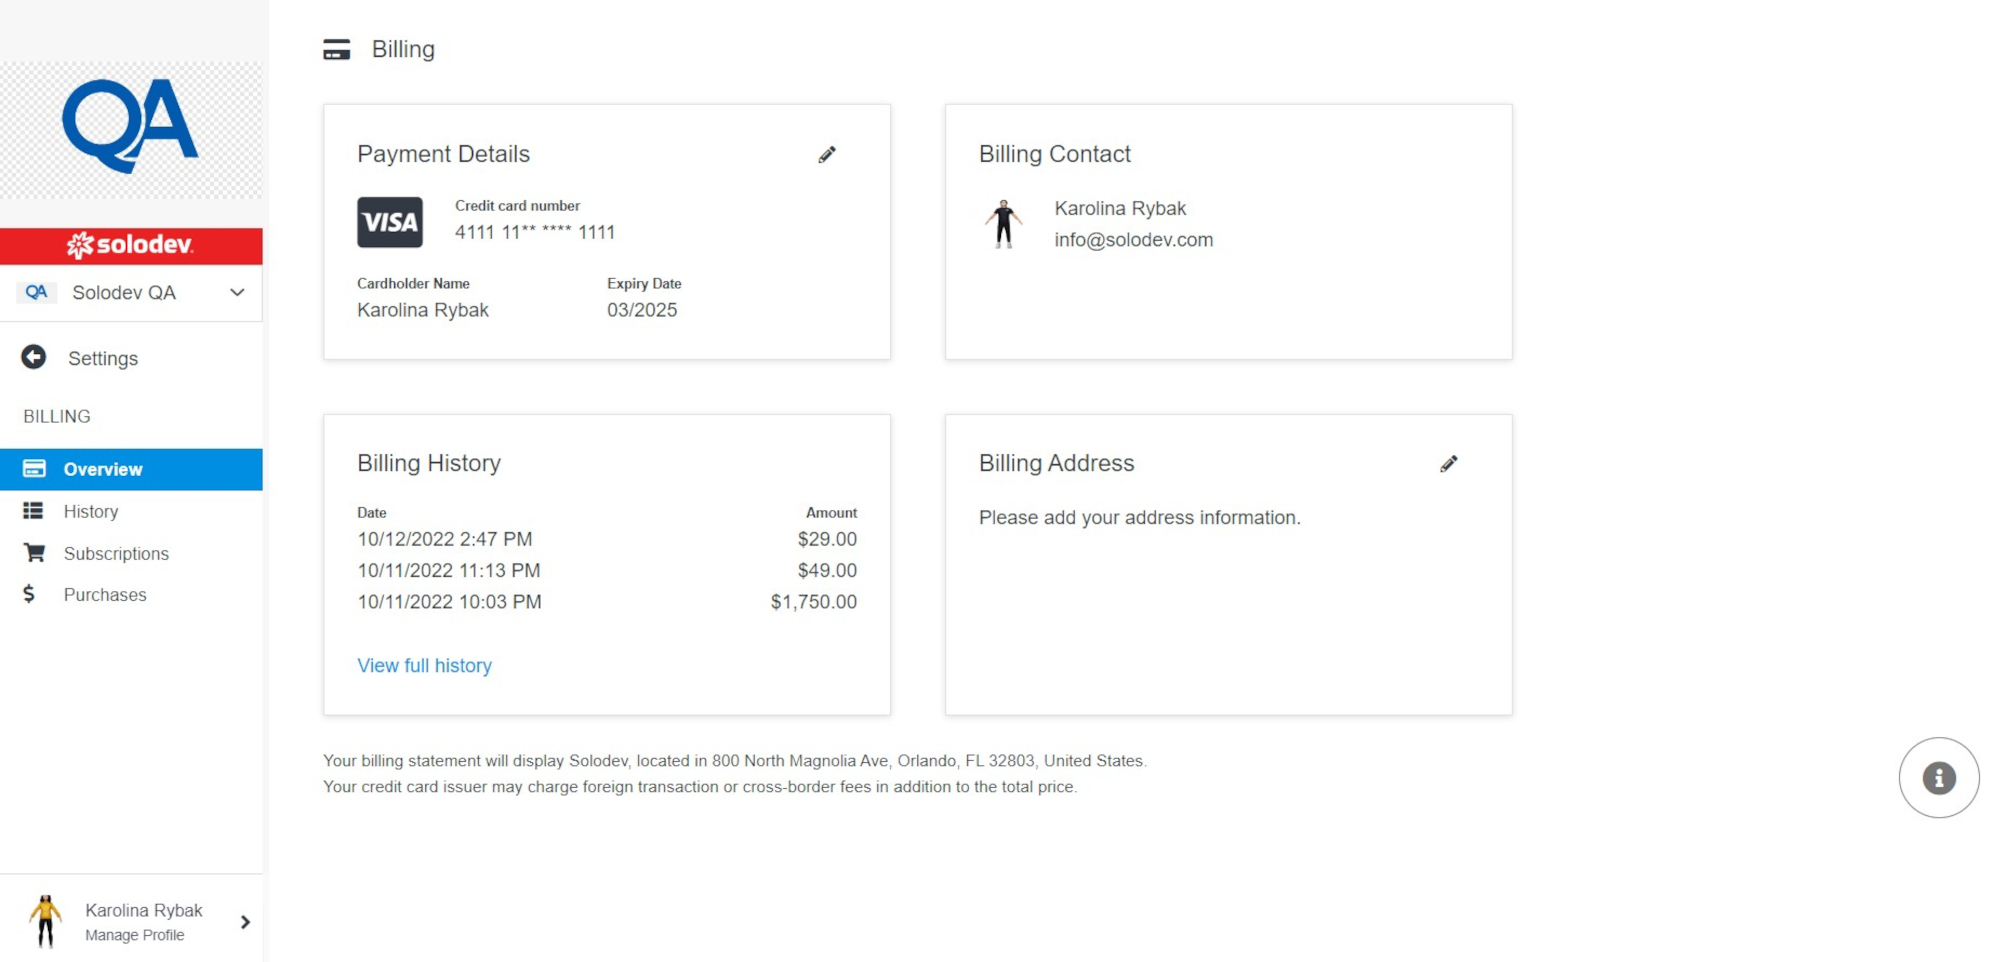 QA
solodev
QA Solodev QA
Settings
BILLING
Overview
History
Subscriptions
Purchases
Karolina Rybak
Manage Profile
Billing
Payment Details
VISA
Credit card number
4111 11** **** 1111
Cardholder Name
Karolina Rybak
Expiry Date
03/2025
Billing Contact
Karolina Rybak
info@solodev.com
Billing History
Date Amount
10/12/2022 2:47 PM $29.00
10/11/2022 11:13 PM $49.00
10/11/2022 10:03 PM $1,750.00
View full history
Billing Address
Please add your address information.
Your billing statement will display Solodev, located in 800 North Magnolia Ave, Orlando, FL 32803, United States.
Your credit card issuer may charge foreign transaction or cross-border fees in addition to the total price.